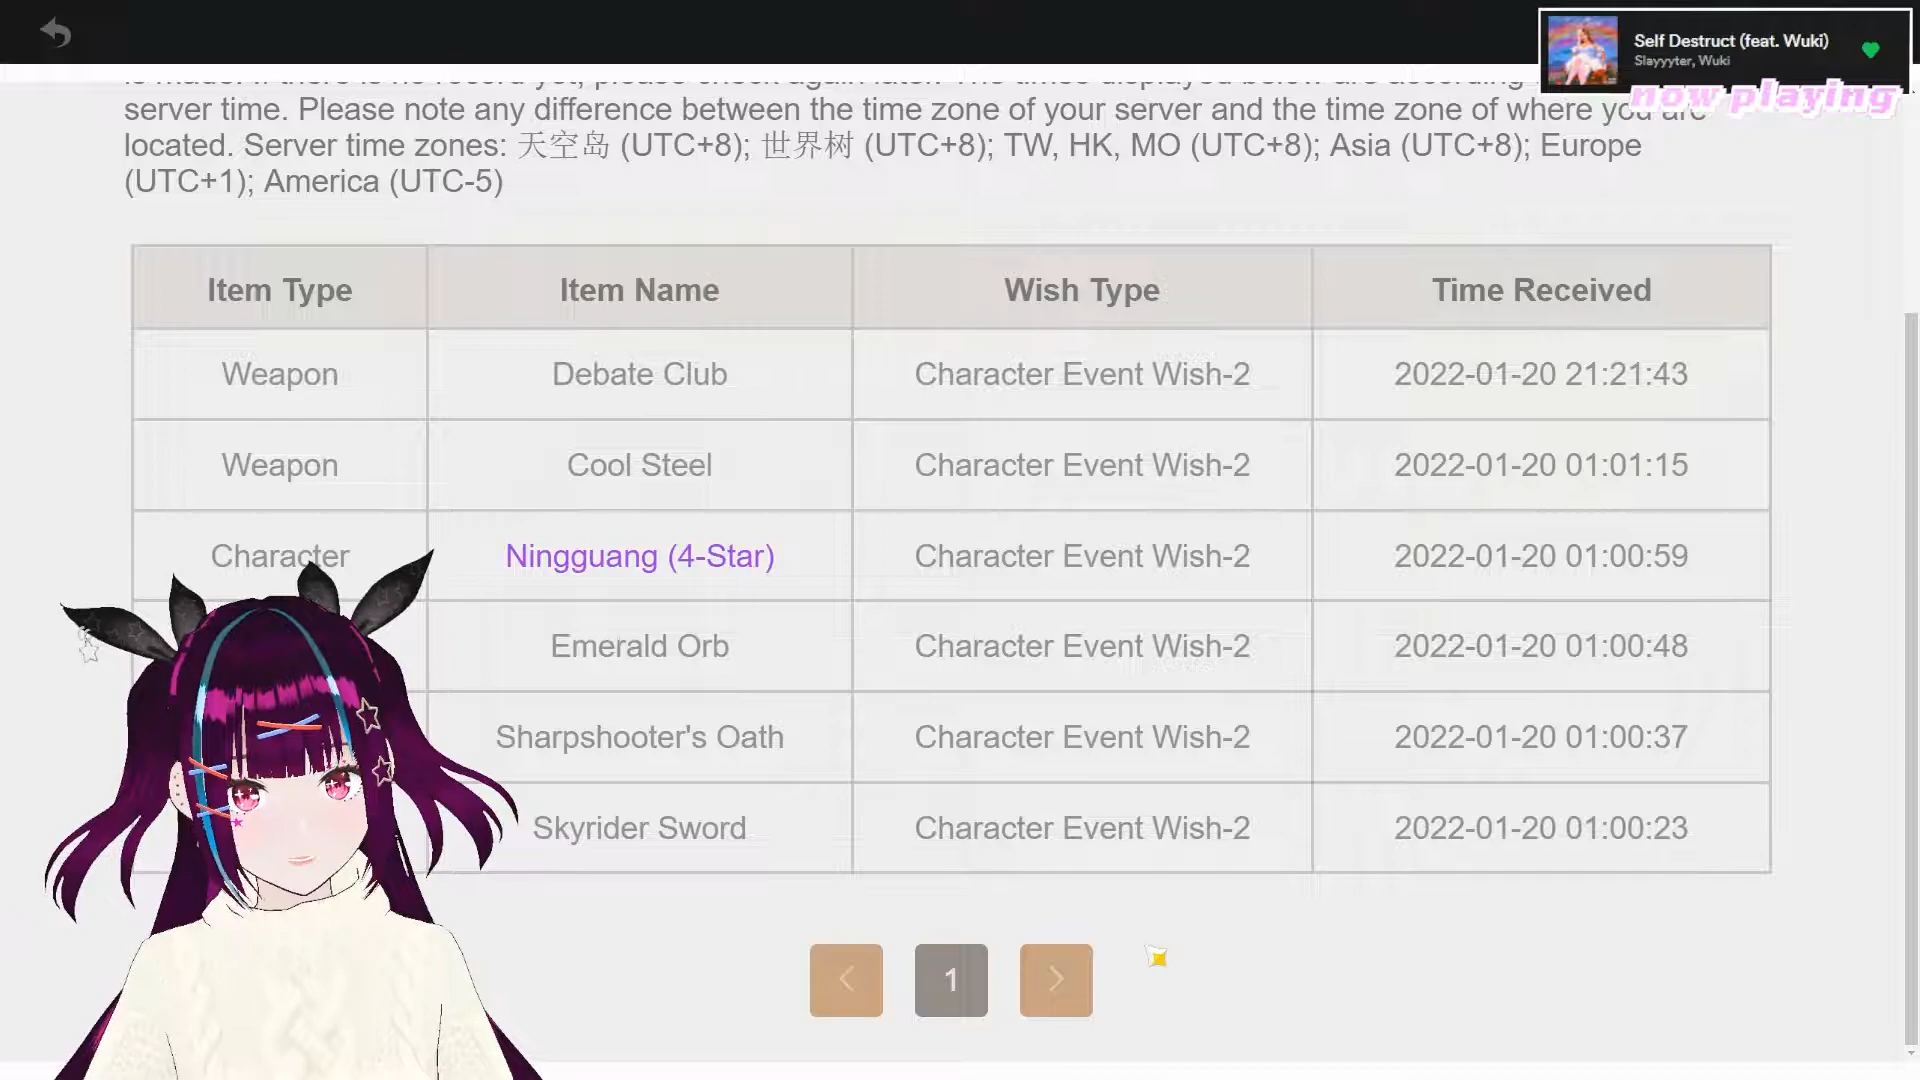 Self Destruct (feat. Wuki)
Slayyyter, Wuki
now playing
server time. Please note any difference between the time zone of your server and the time zone of where you are
located. Server time zones: 天空岛 (UTC+8); 世界树 (UTC+8); TW, HK, MO (UTC+8); Asia (UTC+8); Europe
(UTC+1); America (UTC-5)
Item Type Item Name Wish Type Time Received
Weapon Debate Club Character Event Wish-2 2022-01-20 21:21:43
Weapon Cool Steel Character Event Wish-2 2022-01-20 01:01:15
Character Ningguang (4-Star) Character Event Wish-2 2022-01-20 01:00:59
Emerald Orb Character Event Wish-2 2022-01-20 01:00:48
Sharpshooter's Oath Character Event Wish-2 2022-01-20 01:00:37
Skyrider Sword Character Event Wish-2 2022-01-20 01:00:23
1